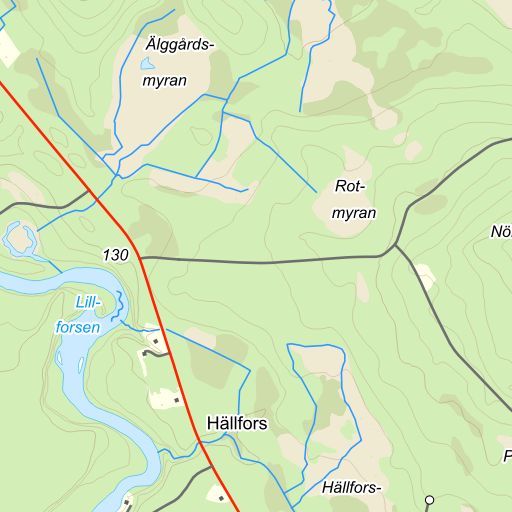 Älggårds-
myran
Rot-
myran
Nö
130
Lill-
forsen
Hällfors
Hällfors-
P